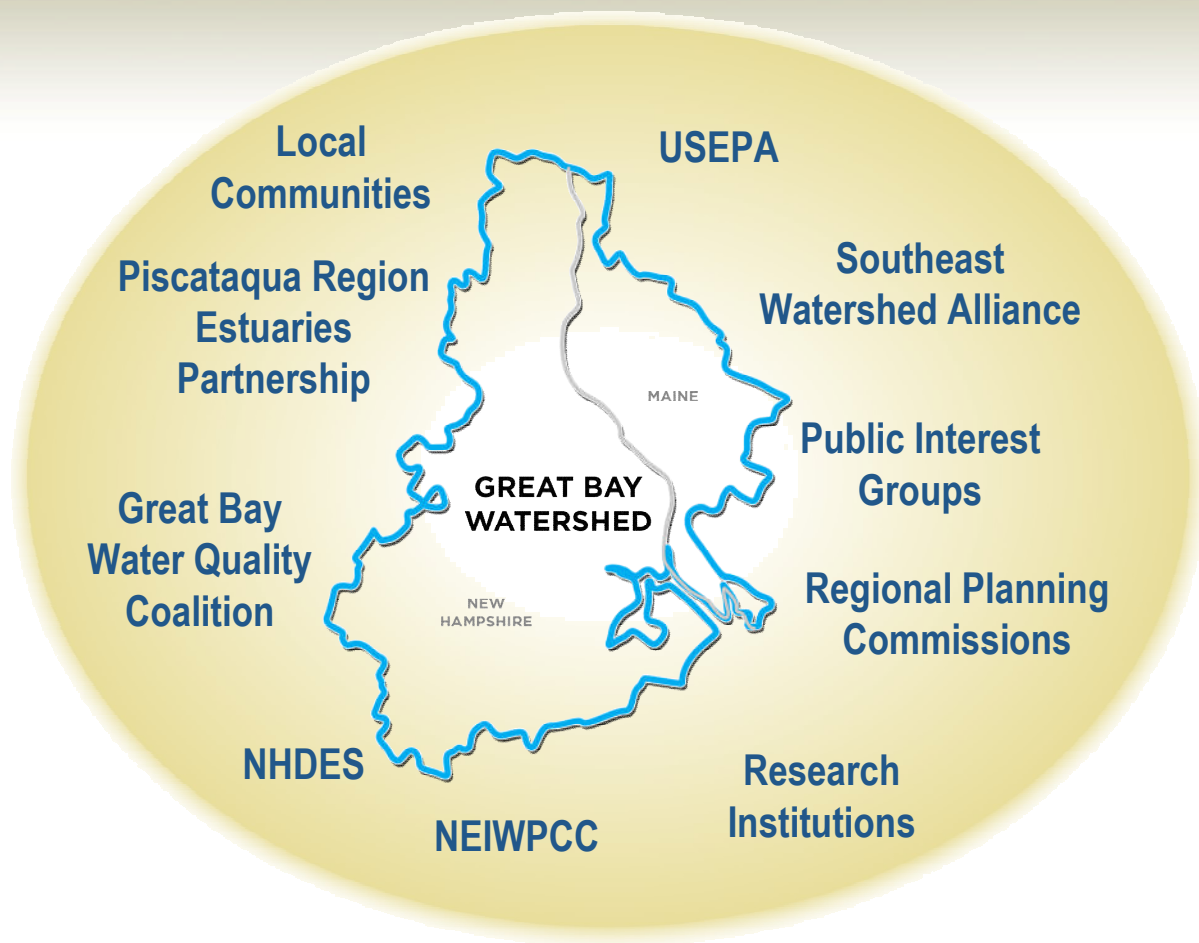 Local
Communities
USEPA
Piscataqua Region
Estuaries
Partnership
Southeast
Watershed Alliance
MAINE
Public Interest
Groups
GREAT BAY
WATERSHED
Great Bay
Water Quality
Coalition
NEW
HAMPSHIRE
Regional Planning
Commissions
NHDES
NEIWPCC
Research
Institutions